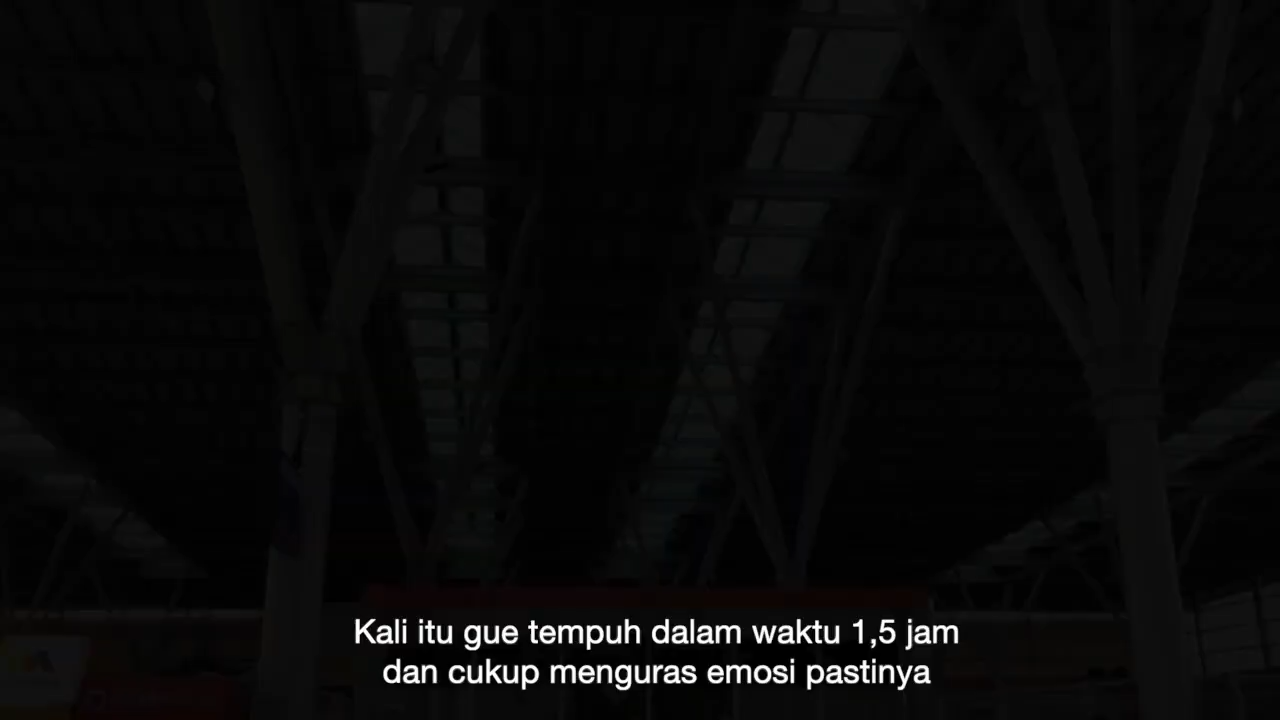 Kali itu gue tempuh dalam waktu 1,5 jam
dan cukup menguras emosi pastinya